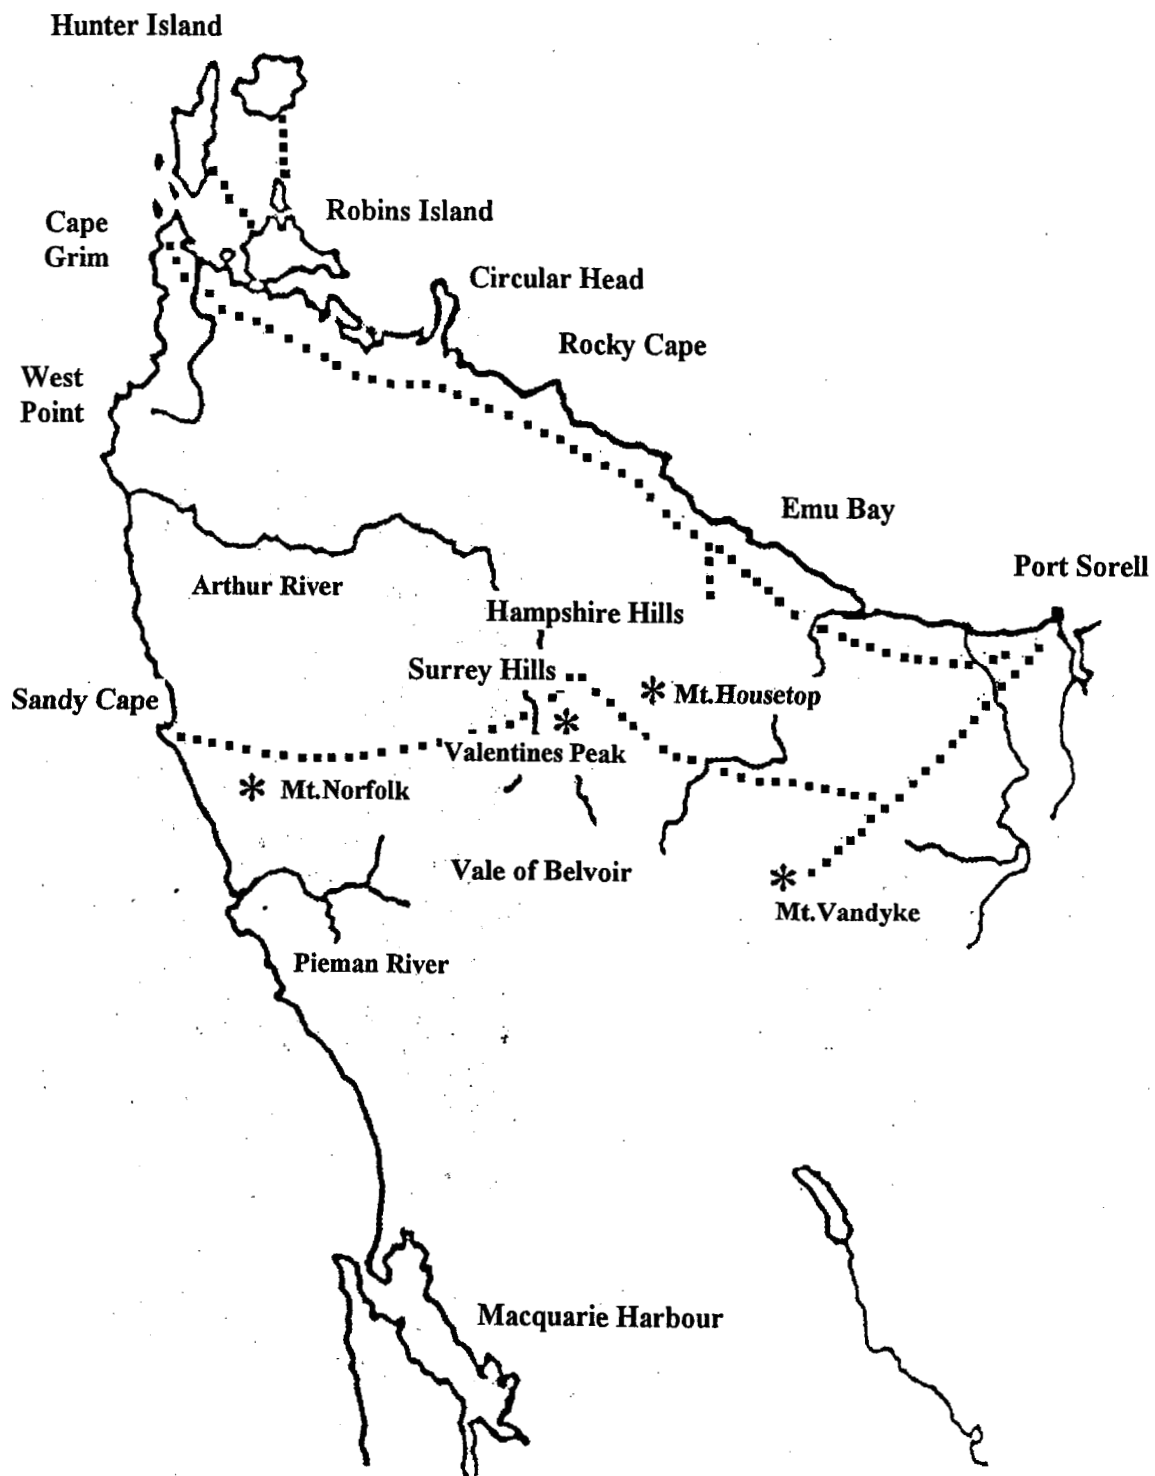 Hunter Island
Robins Island
Cape
Grim
Circular Head
Rocky Cape
West
Point
Emu Bay
Port Sorell
Arthur River
Hampshire Hills
Surrey Hills
Mt.Housetop
Sandy Cape
Valentines Peak
Mt.Norfolk
Vale of Belvoir
Mt.Vandyke
Pieman River
Macquarie Harbour